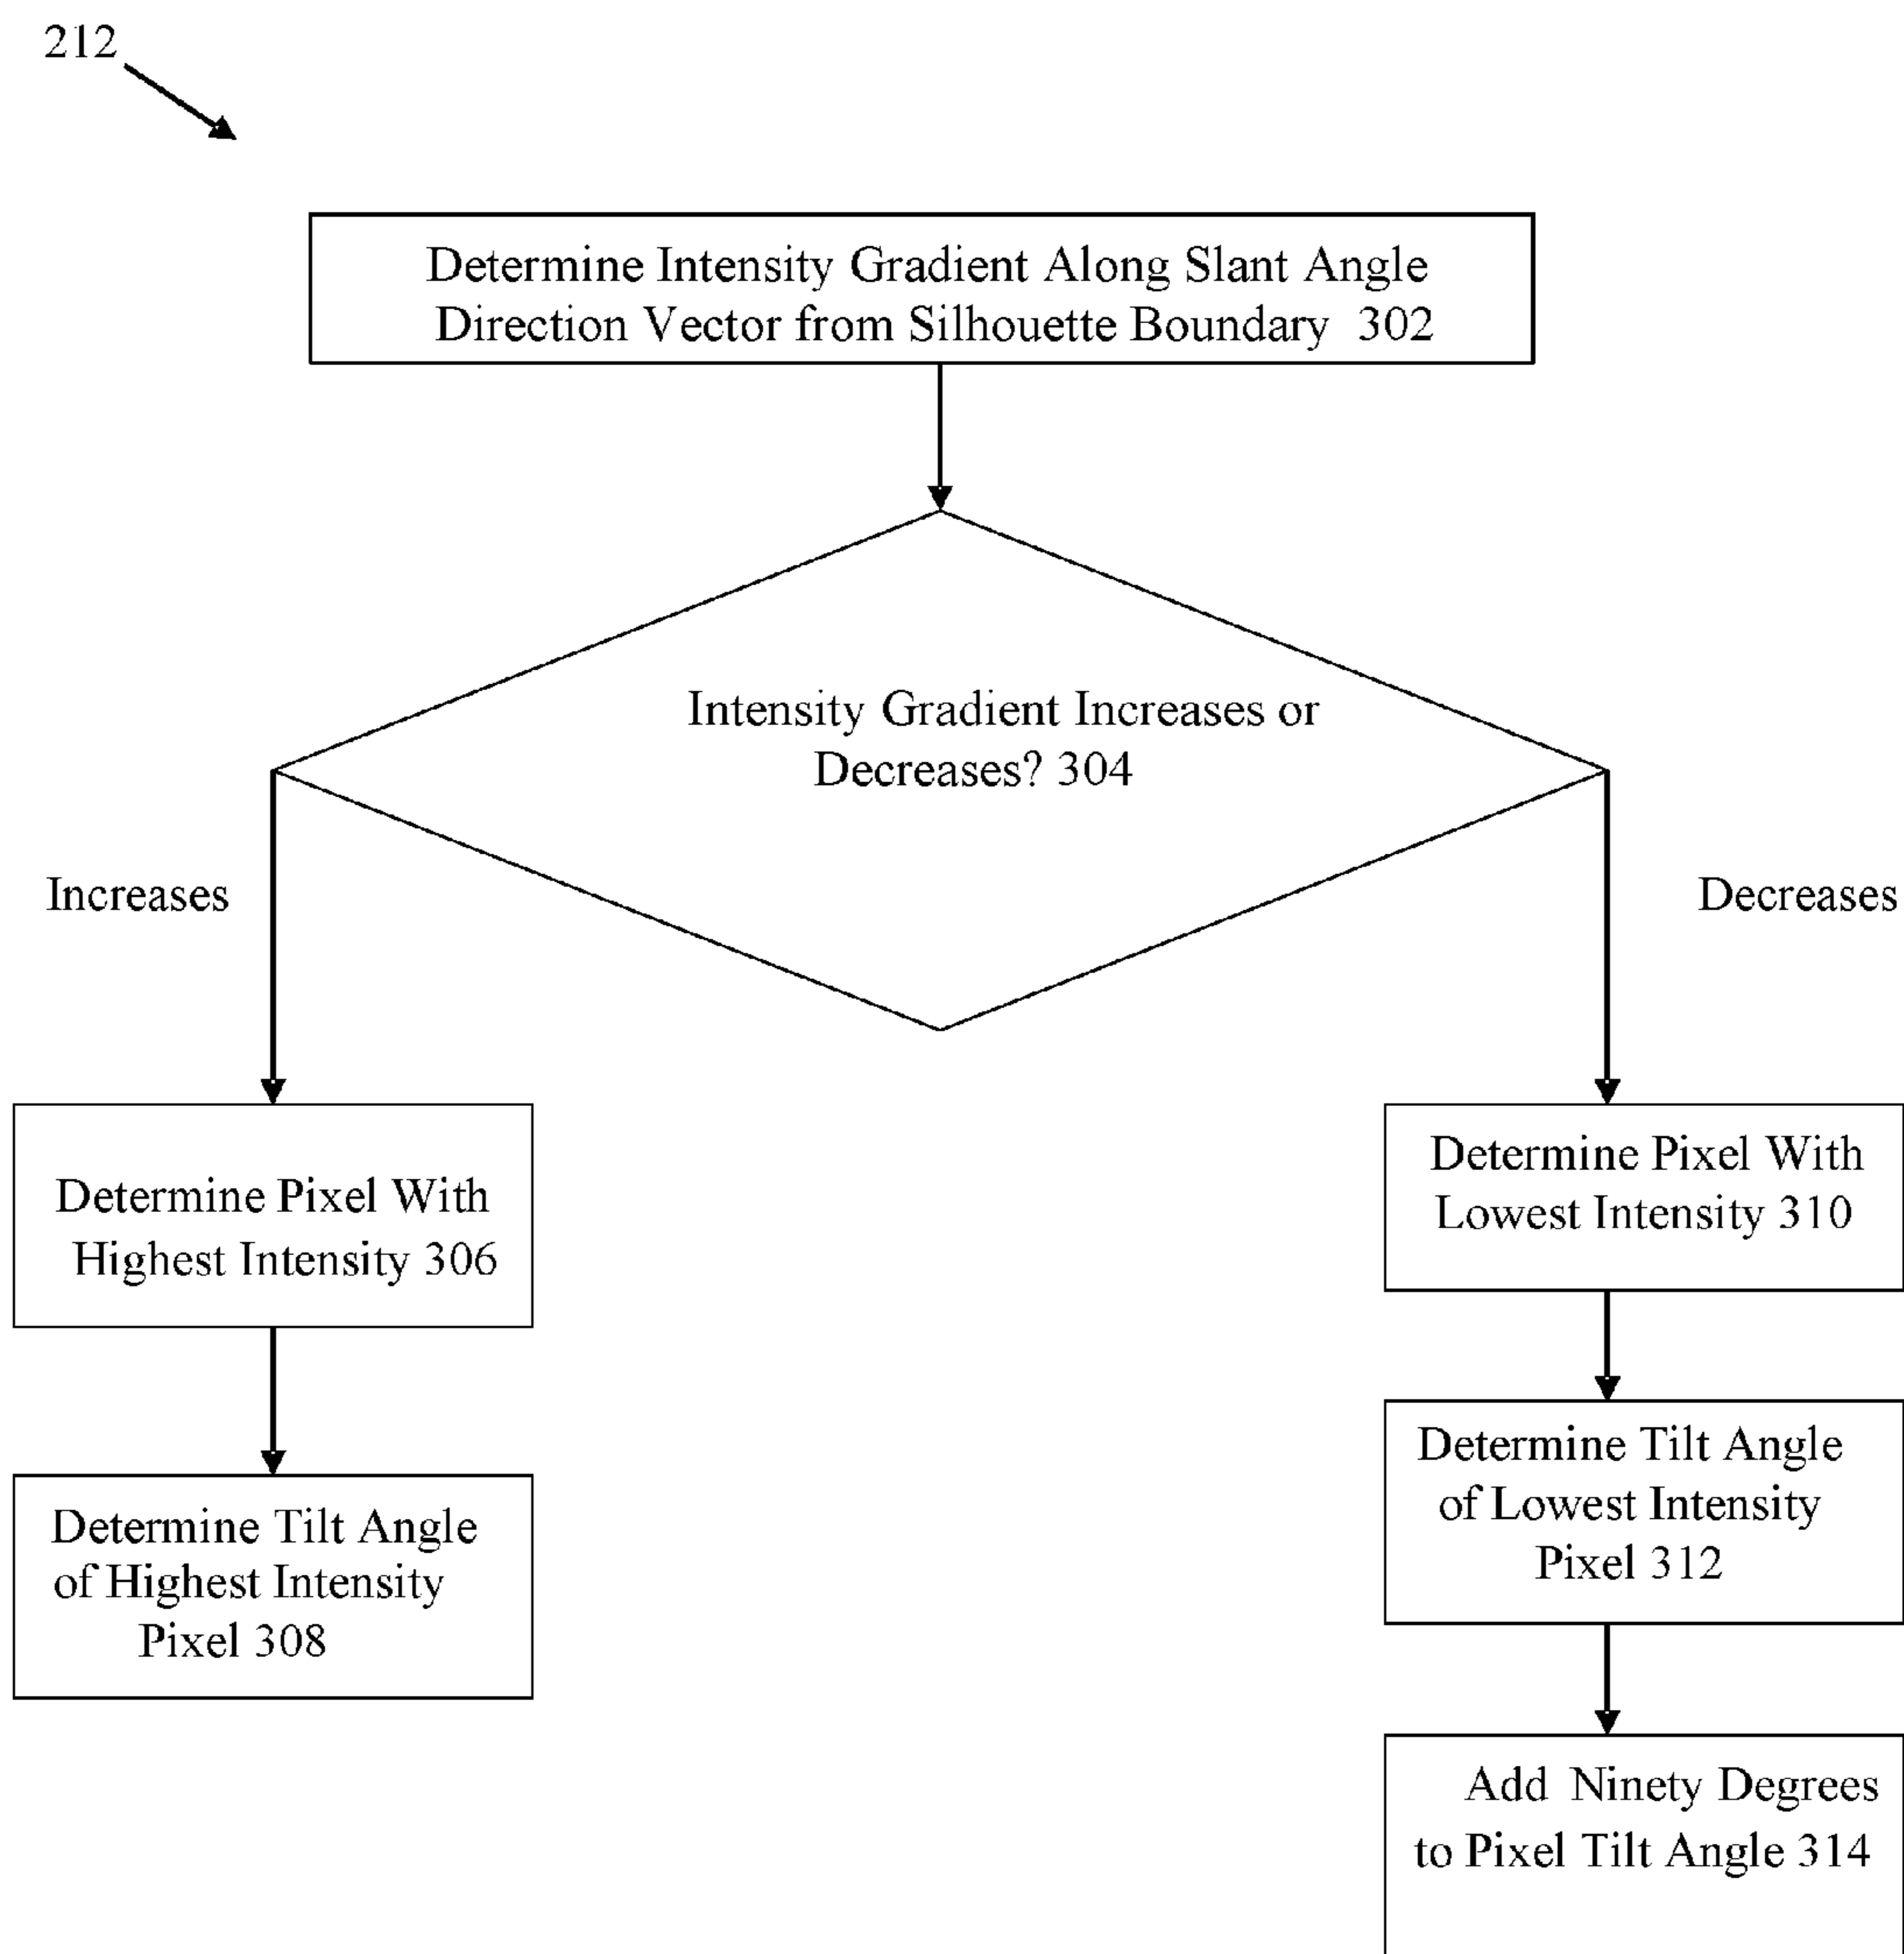 212
Determine Intensity Gradient Along Slant Angle
Direction Vector from Silhouette Boundary 302
Intensity Gradient Increases or
Decreases? 304
Increases
Decreases
Determine Pixel With
Highest Intensity 306
Determine Tilt Angle
of Highest Intensity
Pixel 308
Determine Pixel With
Lowest Intensity 310
Determine Tilt Angle
of Lowest Intensity
Pixel 312
Add Ninety Degrees
to Pixel Tilt Angle 314